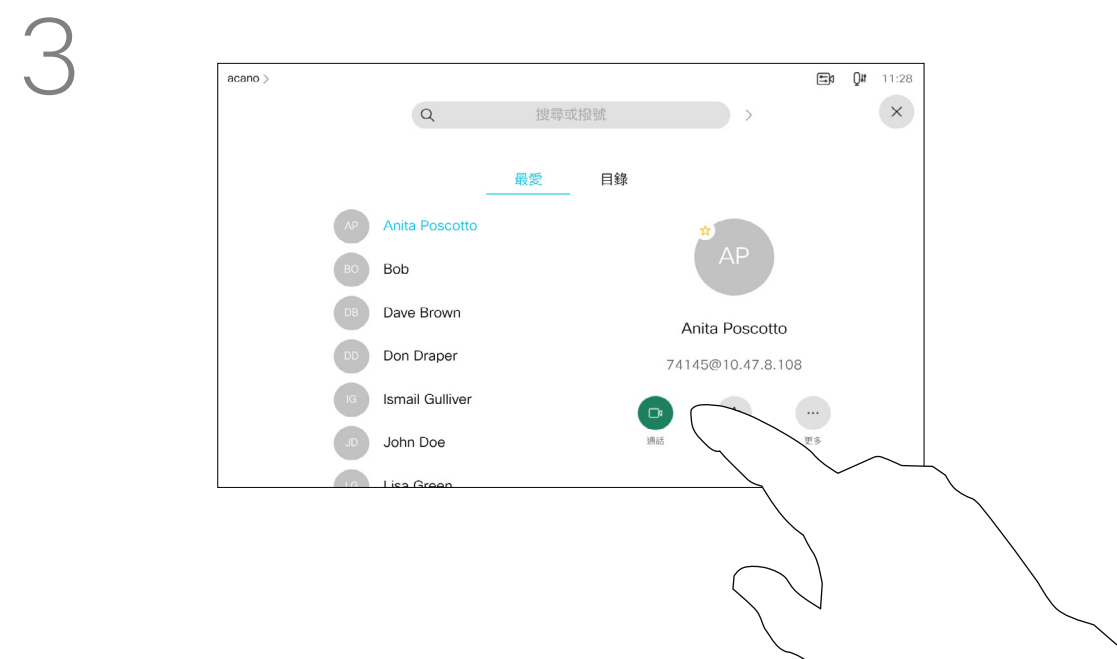 3
acano >
11:28
搜尋或撥號
最愛 目錄
AP Anita Poscotto
BO Bob
DB Dave Brown
DD Don Draper
IG Ismail Gulliver
JD John Doe
LG Lisa Green
AP
Anita Poscotto
74145@10.47.8.108
通話
更多